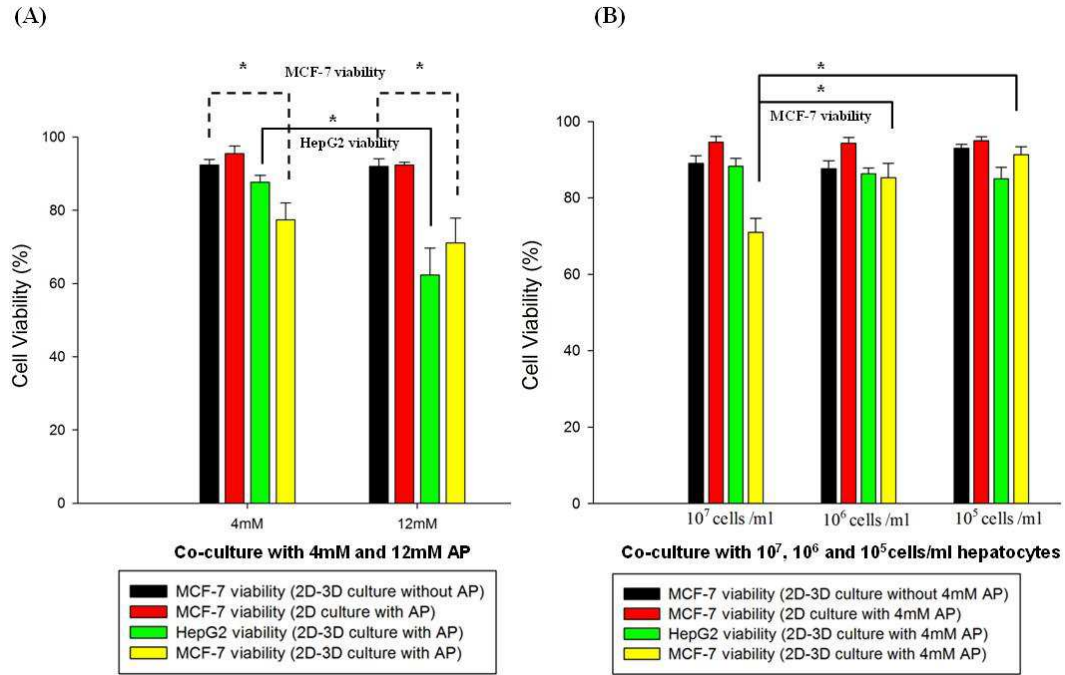 (A)
*
MCF-7 viability
*
*
HepG2 viability
100
80
60
40
20
0
Cell Viability (%)
4mM
12mM
Co-culture with 4mM and 12mM AP
MCF-7 viability (2D-3D culture without AP)
MCF-7 viability (2D culture with AP)
HepG2 viability (2D-3D culture with AP)
MCF-7 viability (2D-3D culture with AP)
(B)
*
*
MCF-7 viability
100
80
60
40
20
0
Cell Viability (%)
10⁷ cells /ml
10⁶ cells /ml
10⁵ cells /ml
Co-culture with 10⁷, 10⁶ and 10⁵cells/ml hepatocytes
MCF-7 viability (2D-3D culture without 4mM AP)
MCF-7 viability (2D culture with 4mM AP)
HepG2 viability (2D-3D culture with 4mM AP)
MCF-7 viability (2D-3D culture with 4mM AP)